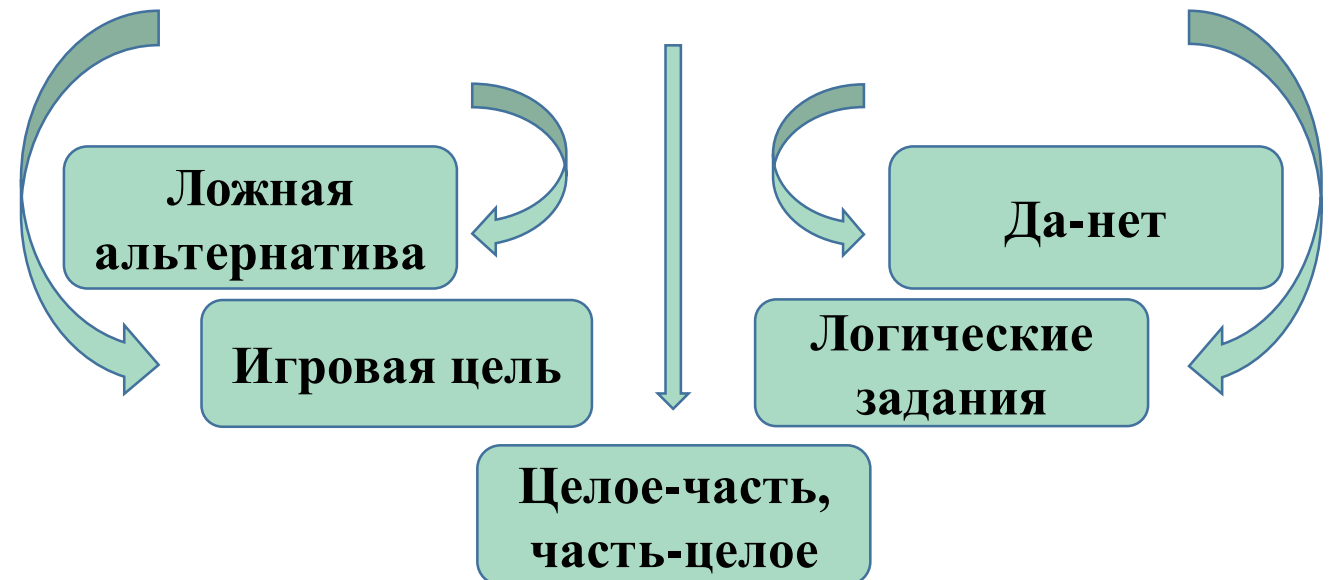 Ложная
альтернатива
Да-нет
Игровая цель
Логические
задания
Целое-часть,
часть-целое